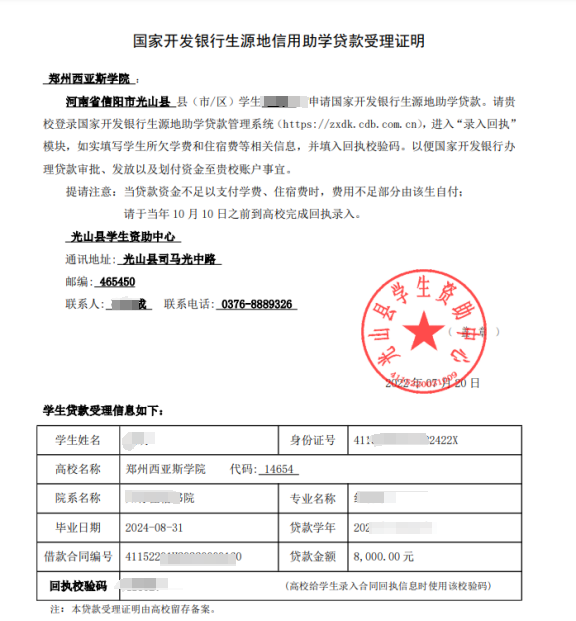 国家开发银行生源地信用助学贷款受理证明
郑州西亚斯学院 :
河南省信阳市光山县 县(市/区)学生 申请国家开发银行生源地助学贷款。请贵
校登录国家开发银行生源地助学贷款管理系统(https://zxdk.cdb.com.cn),进入“录入回执”
模块,如实填写学生所欠学费和住宿费等相关信息,并填入回执校验码。以便国家开发银行办
理贷款审批、发放以及划付资金至贵校账户事宜。
提请注意:当贷款资金不足以支付学费、住宿费时,费用不足部分由该生自付;
请于当年10月10日之前到高校完成回执录入。
光山县学生资助中心
通讯地址: 光山县司马光中路
邮编: 465450
联系人: 成 联系电话: 0376-8889326
光山县学生资助中心
(盖章)
2022年07月20日
学生贷款受理信息如下:
学生姓名 身份证号 411 2422X
高校名称 郑州西亚斯学院 代码: 14654
院系名称 院 专业名称
毕业日期 2024-08-31 贷款学年 202
借款合同编号 4115220 贷款金额 8,000.00 元
回执校验码 (高校给学生录入合同回执信息时使用该校验码)
注: 本贷款受理证明由高校留存备案。